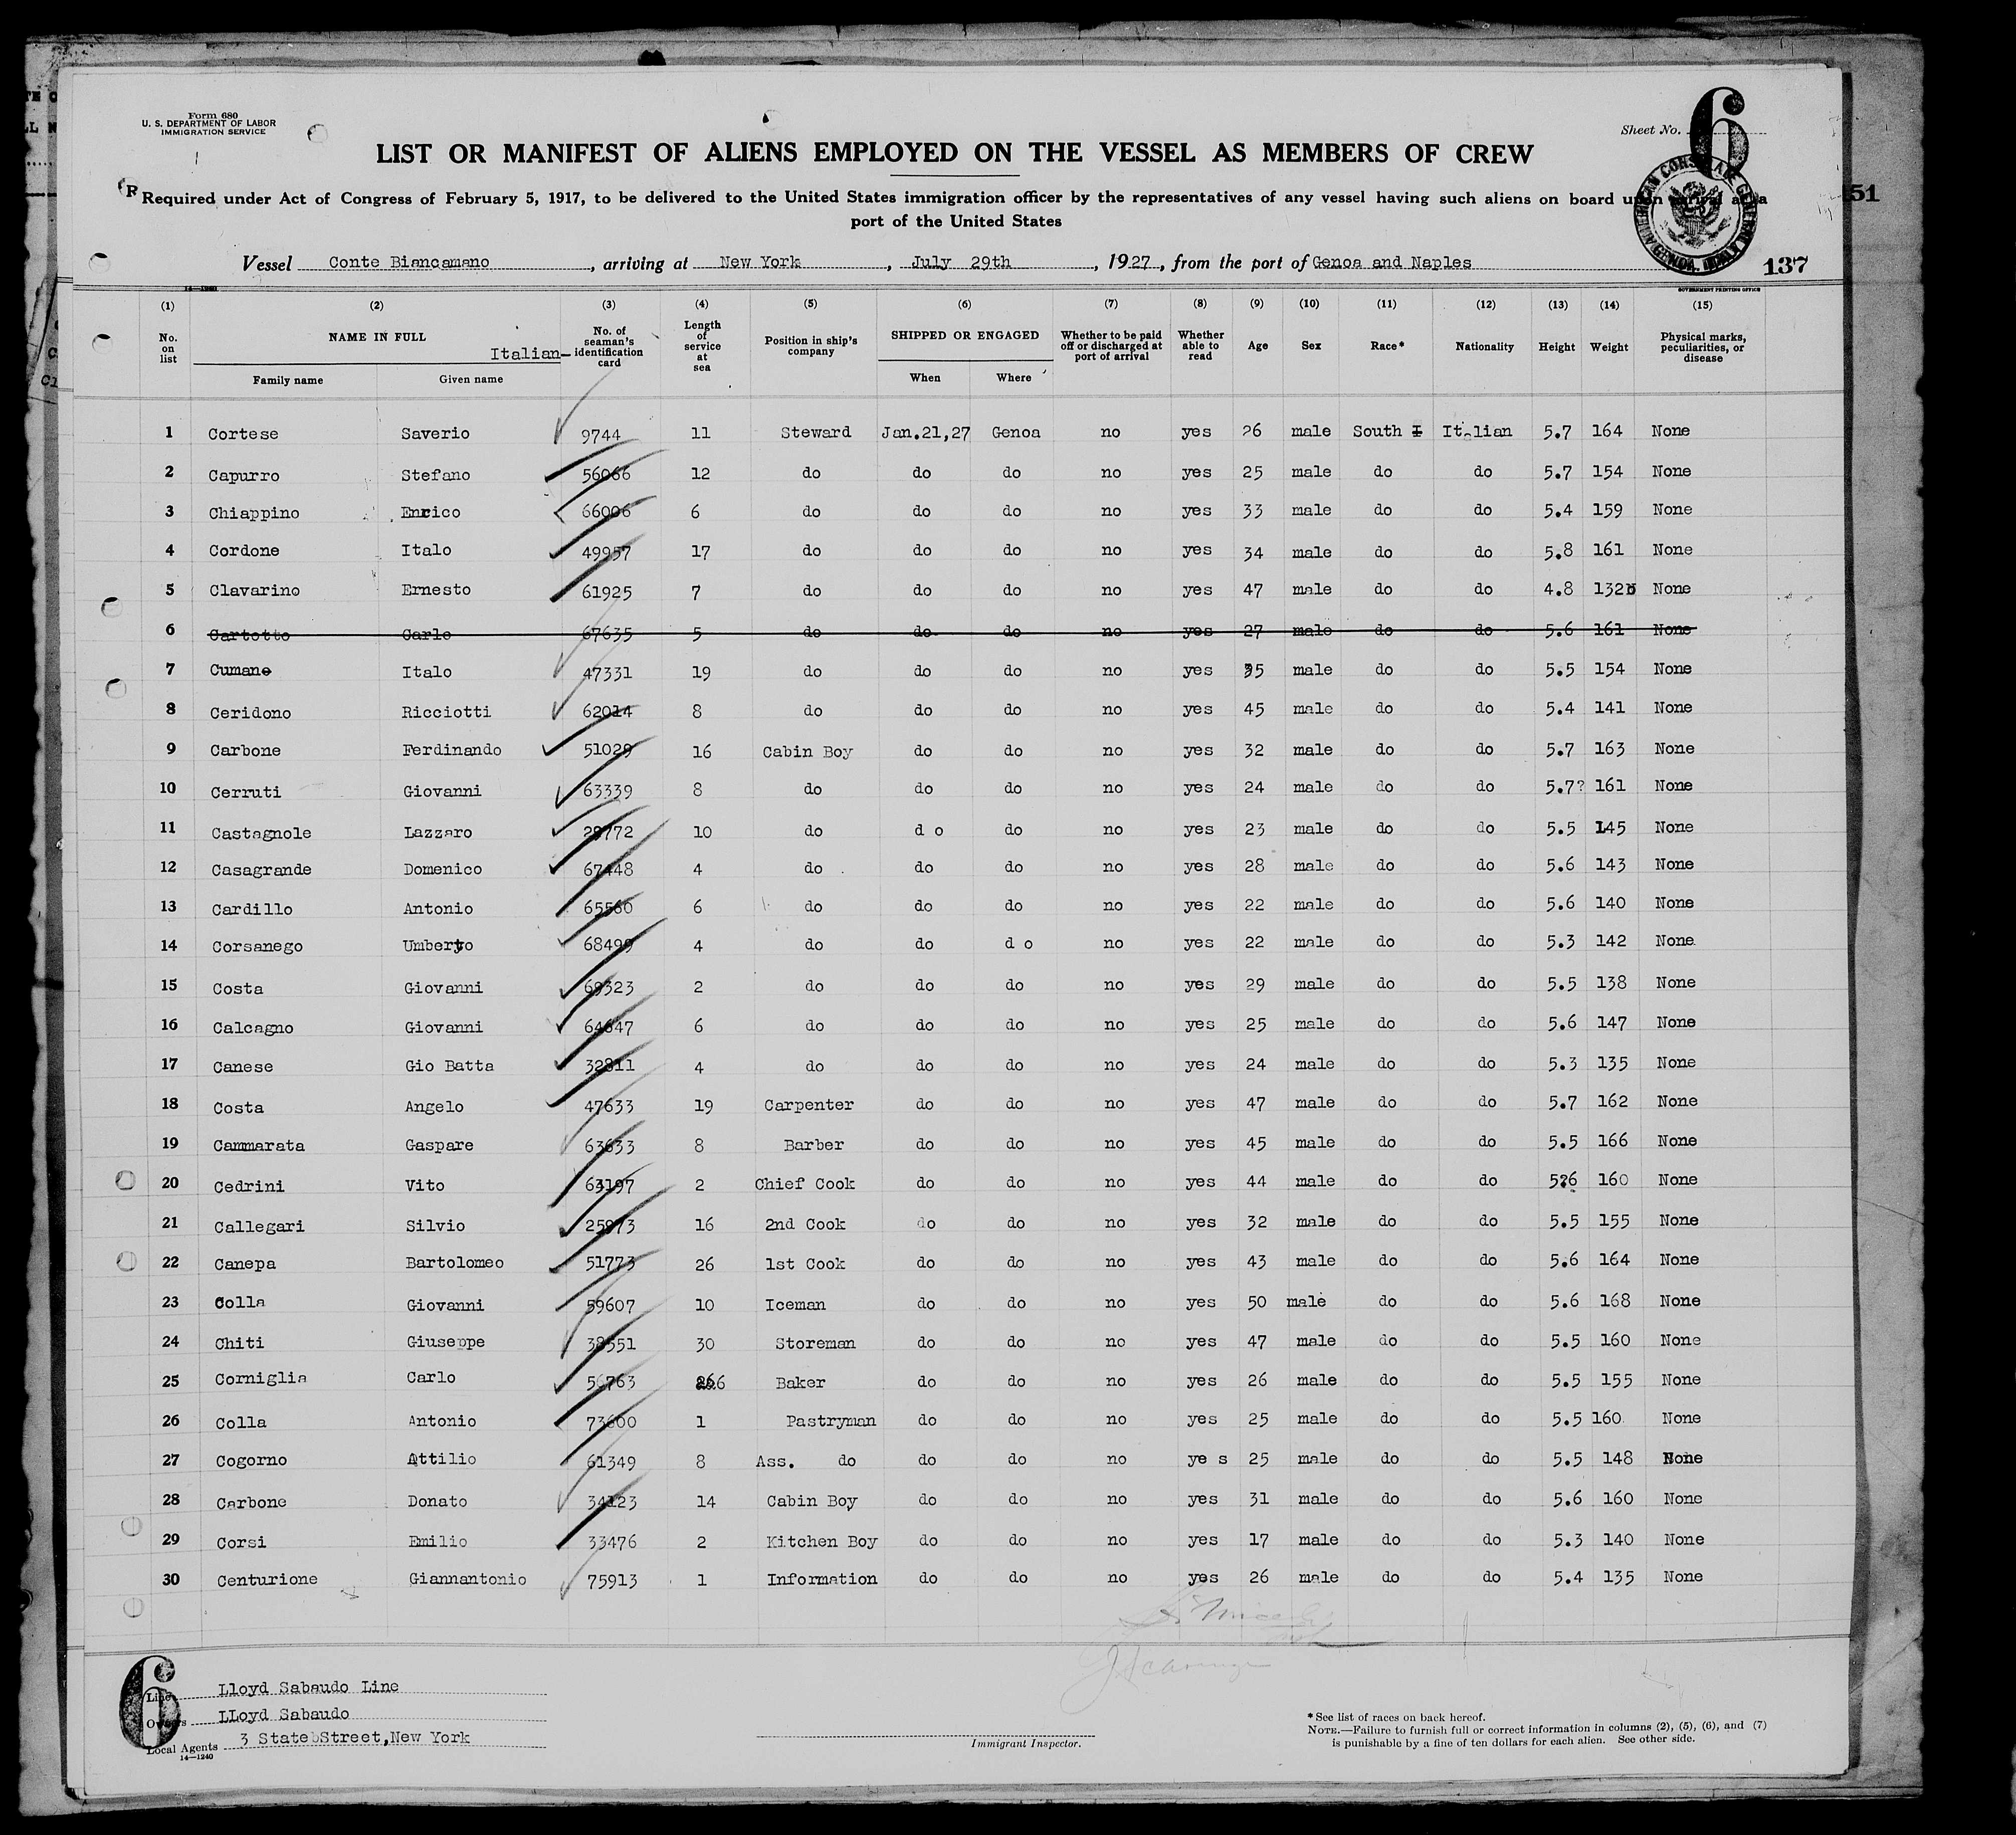 Form 680
U. S. DEPARTMENT OF LABOR
IMMIGRATION SERVICE
Sheet No. 6
LIST OR MANIFEST OF ALIENS EMPLOYED ON THE VESSEL AS MEMBERS OF CREW
Required under Act of Congress of February 5, 1917, to be delivered to the United States immigration officer by the representatives of any vessel having such aliens on board upon arrival at a
port of the United States
AMERICAN CONSULATE GENERAL GENOA, ITALY
51
Vessel Conte Biancamano, arriving at New York, July 29th, 1927, from the port of Genoa and Naples
137
14—1240
GOVERNMENT PRINTING OFFICE
(1) (2) (3) (4) (5) (6) (7) (8) (9) (10) (11) (12) (13) (14) (15)
No. on list NAME IN FULL Family name Given name Italian- No. of seaman's identification card Length of service at sea Position in ship's company SHIPPED OR ENGAGED When Where Whether to be paid off or discharged at port of arrival Whether able to read Age Sex Race* Nationality Height Weight Physical marks, peculiarities, or disease
1 Cortese Saverio 9744 11 Steward Jan.21,27 Genoa no yes 26 male South I Italian 5.7 164 None
2 Capurro Stefano 56066 12 do do do no yes 25 male do do 5.7 154 None
3 Chiappino Enrico 66006 6 do do do no yes 33 male do do 5.4 159 None
4 Cordone Italo 49957 17 do do do no yes 34 male do do 5.8 161 None
5 Clavarino Ernesto 61925 7 do do do no yes 47 male do do 4.8 132 None
6 Cartotto Carlo 67635 5 do do do no yes 27 male do do 5.6 161 None
7 Cumano Italo 47331 19 do do do no yes 35 male do do 5.5 154 None
8 Ceridono Ricciotti 62014 8 do do do no yes 45 male do do 5.4 141 None
9 Carbone Ferdinando 51029 16 Cabin Boy do do no yes 32 male do do 5.7 163 None
10 Cerruti Giovanni 63339 8 do do do no yes 24 male do do 5.7? 161 None
11 Castagnole Lazzaro 29772 10 do d o do no yes 23 male do do 5.5 145 None
12 Casagrande Domenico 67448 4 do do do no yes 28 male do do 5.6 143 None
13 Cardillo Antonio 65560 6 do do do no yes 22 male do do 5.6 140 None
14 Corsanego Umberto 68499 4 do do d o no yes 22 male do do 5.3 142 None
15 Costa Giovanni 69323 2 do do do no yes 29 male do do 5.5 138 None
16 Calcagno Giovanni 64647 6 do do do no yes 25 male do do 5.6 147 None
17 Canese Gio Batta 32811 4 do do do no yes 24 male do do 5.3 135 None
18 Costa Angelo 47633 19 Carpenter do do no yes 47 male do do 5.7 162 None
19 Cammarata Gaspare 63633 8 Barber do do no yes 45 male do do 5.5 166 None
20 Cedrini Vito 63197 2 Chief Cook do do no yes 44 male do do 5?6 160 None
21 Callegari Silvio 25973 16 2nd Cook do do no yes 32 male do do 5.5 155 None
22 Canepa Bartolomeo 51773 26 1st Cook do do no yes 43 male do do 5.6 164 None
23 Colla Giovanni 59607 10 Iceman do do no yes 50 male do do 5.6 168 None
24 Chiti Giuseppe 38551 30 Storeman do do no yes 47 male do do 5.5 160 None
25 Corniglia Carlo 56763 Baker do do no yes 26 male do do 5.5 155 None
26 Colla Antonio 73600 1 Pastryman do do no yes 25 male do do 5.5 160 None
27 Cogorno Attilio 61349 8 Ass. do do do no ye s 25 male do do 5.5 148 None
28 Carbone Donato 34123 14 Cabin Boy do do no yes 31 male do do 5.6 160 None
29 Corsi Emilio 33476 2 Kitchen Boy do do no yes 17 male do do 5.3 140 None
30 Centurione Giannantonio 75913 1 Information do do no yes 26 male do do 5.4 135 None
6
Line Lloyd Sabaudo Line
Owners LLoyd Sabaudo
Local Agents 3 State Street,New York
14—1240
Immigrant Inspector.
* See list of races on back hereof.
NOTE.—Failure to furnish full or correct information in columns (2), (5), (6), and (7)
is punishable by a fine of ten dollars for each alien. See other side.